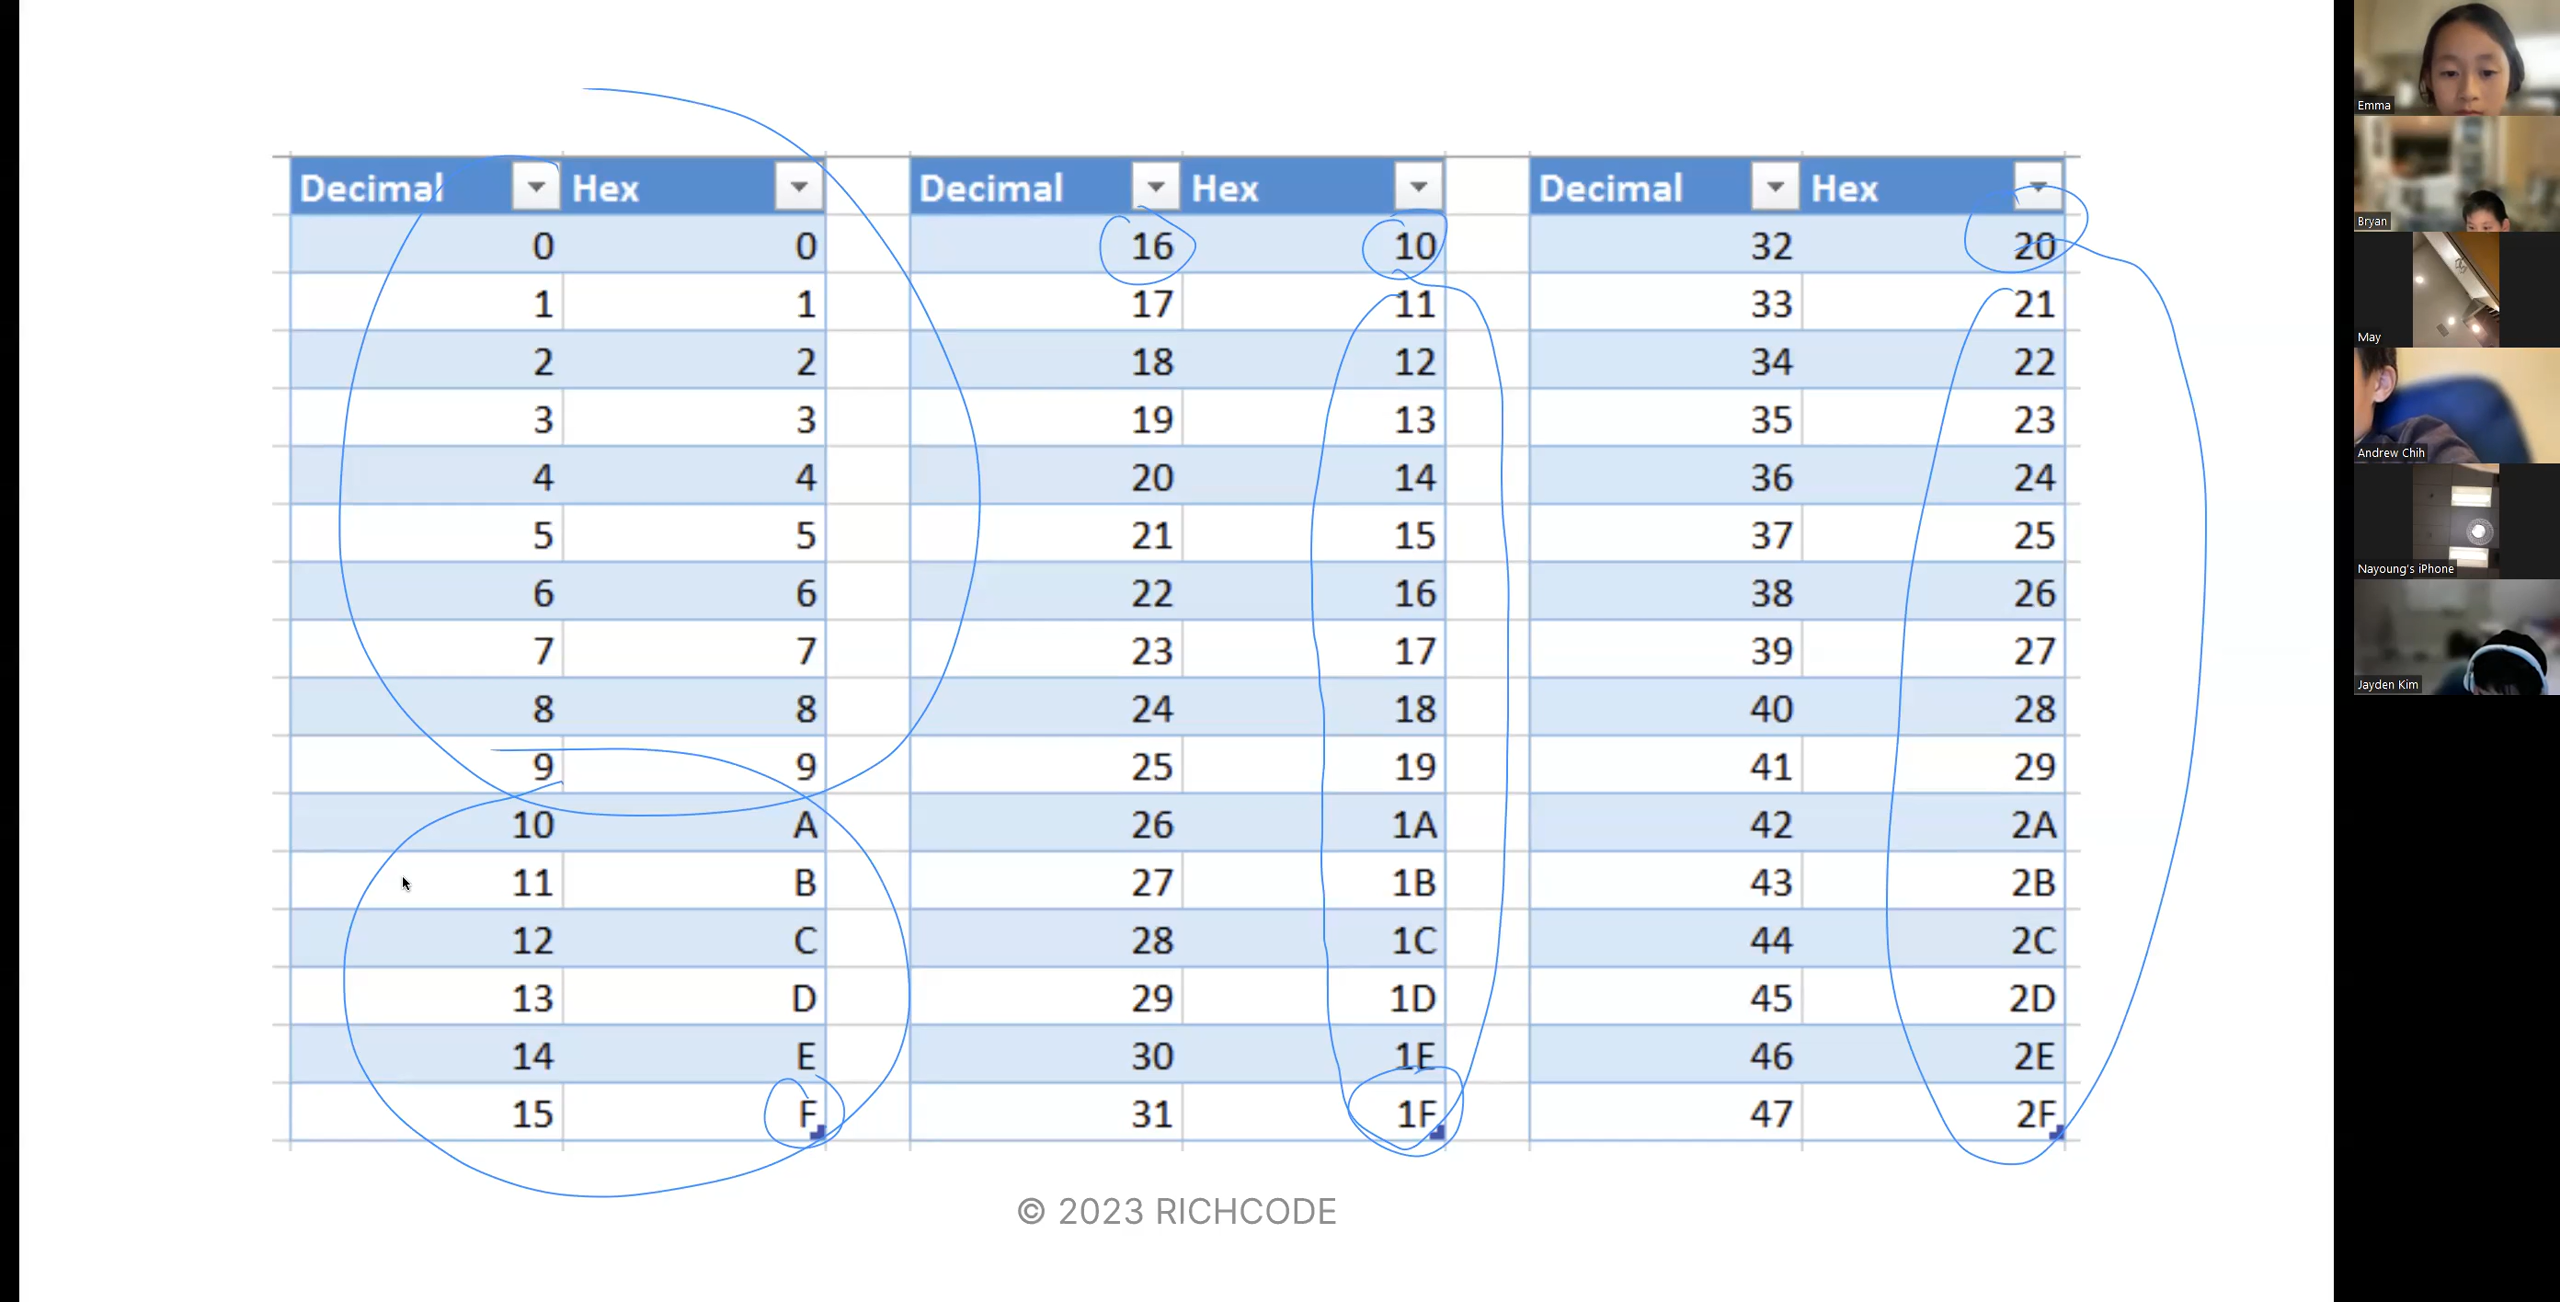 Decimal Hex Decimal Hex Decimal Hex
0 0 16 10 32 20
1 1 17 11 33 21
2 2 18 12 34 22
3 3 19 13 35 23
4 4 20 14 36 24
5 5 21 15 37 25
6 6 22 16 38 26
7 7 23 17 39 27
8 8 24 18 40 28
9 9 25 19 41 29
10 A 26 1A 42 2A
11 B 27 1B 43 2B
12 C 28 1C 44 2C
13 D 29 1D 45 2D
14 E 30 1E 46 2E
15 F 31 1F 47 2F
© 2023 RICHCODE
Emma
Bryan
May
Andrew Chih
Nayoung's iPhone
Jayden Kim